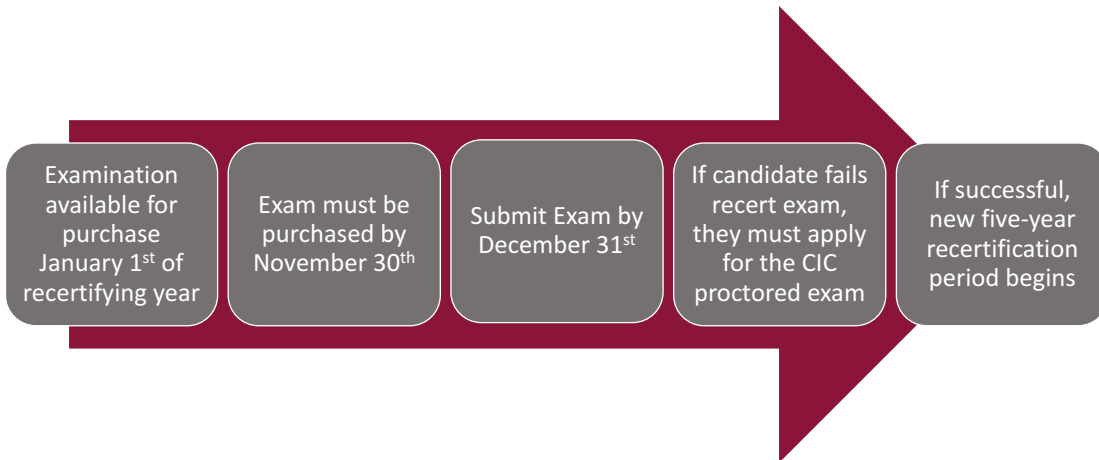 Examination
available for
purchase
January 1st of
recertifying year
Exam must be
purchased by
November 30th
Submit Exam by
December 31st
If candidate fails
recert exam,
they must apply
for the CIC
proctored exam
If successful,
new five-year
recertification
period begins